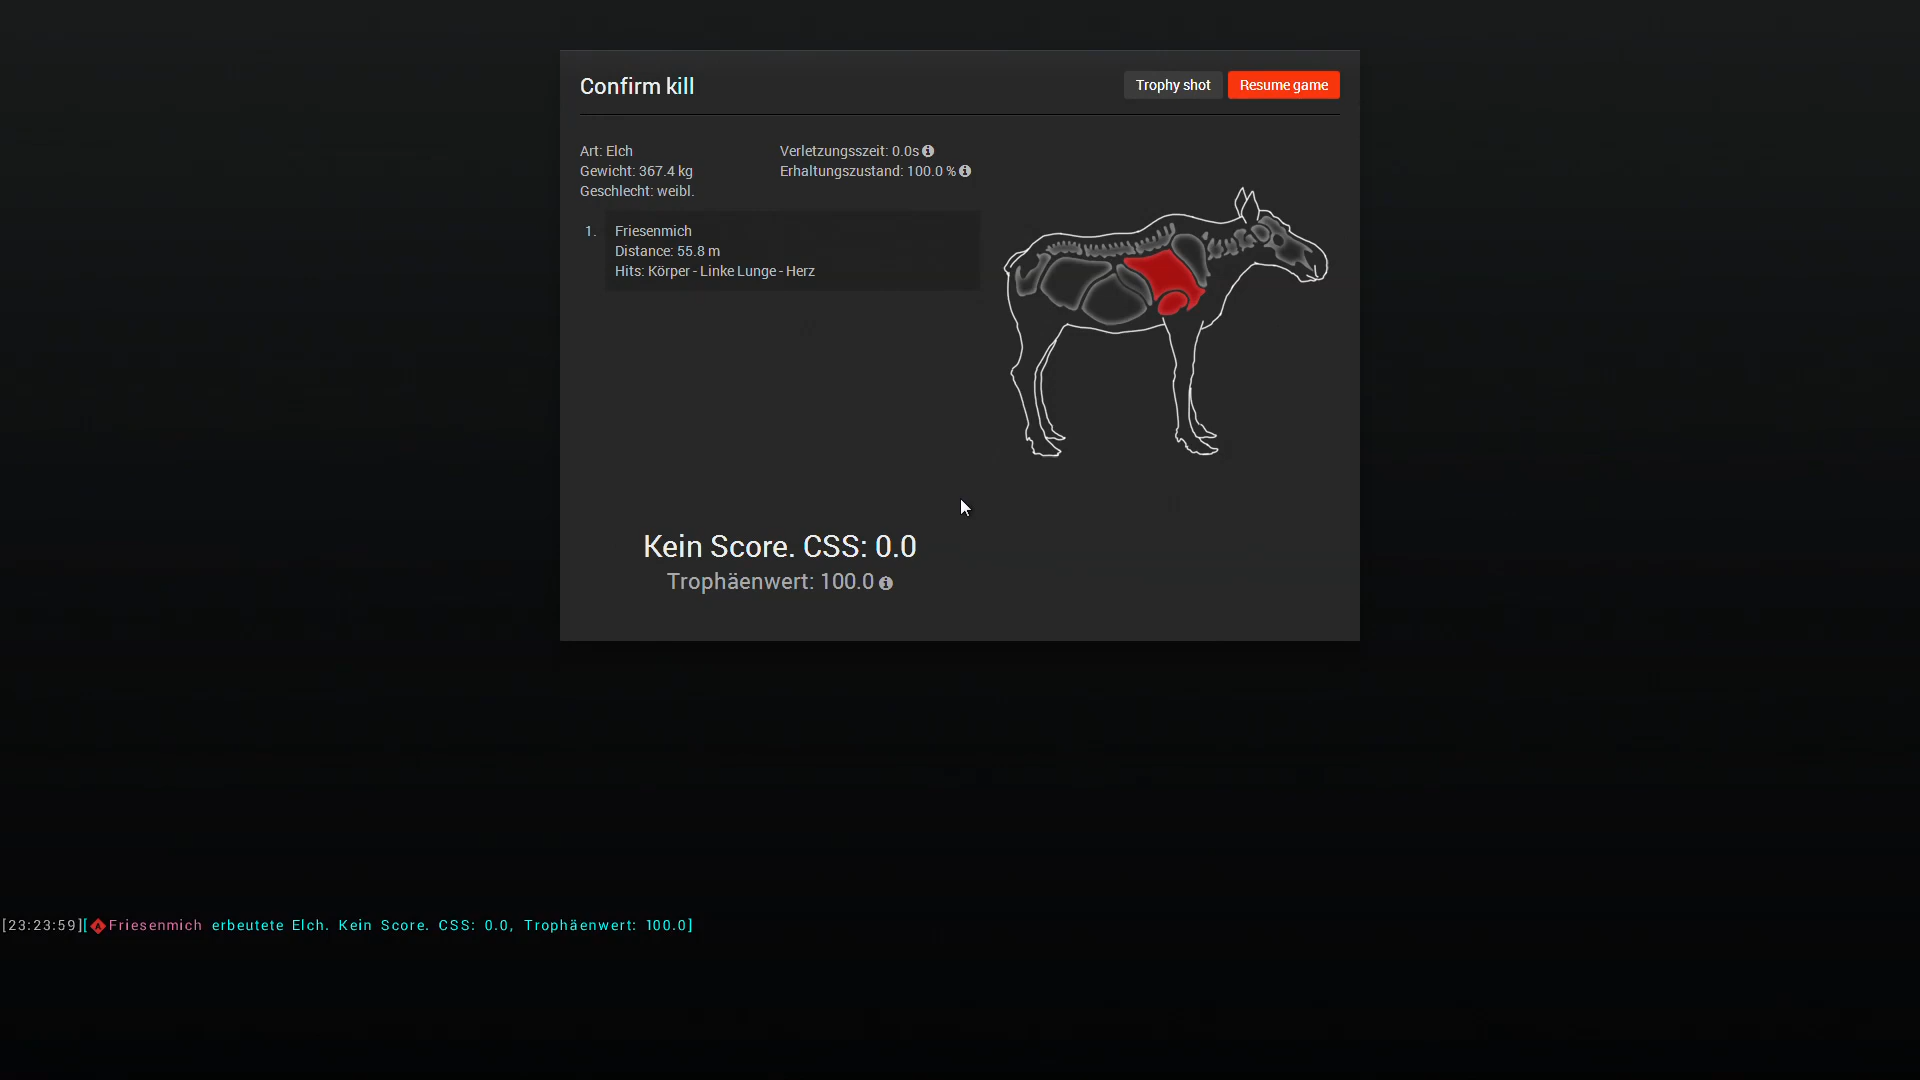 Confirm kill
Trophy shot
Resume game
Art: Elch
Gewicht: 367.4 kg
Geschlecht: weibl.
Verletzungsszeit: 0.0s
Erhaltungszustand: 100.0 %
1.
Friesenmich
Distance: 55.8 m
Hits: Körper - Linke Lunge - Herz
Kein Score. CSS: 0.0
Trophäenwert: 100.0
[23:23:59][Friesenmich erbeutete Elch. Kein Score. CSS: 0.0, Trophäenwert: 100.0]